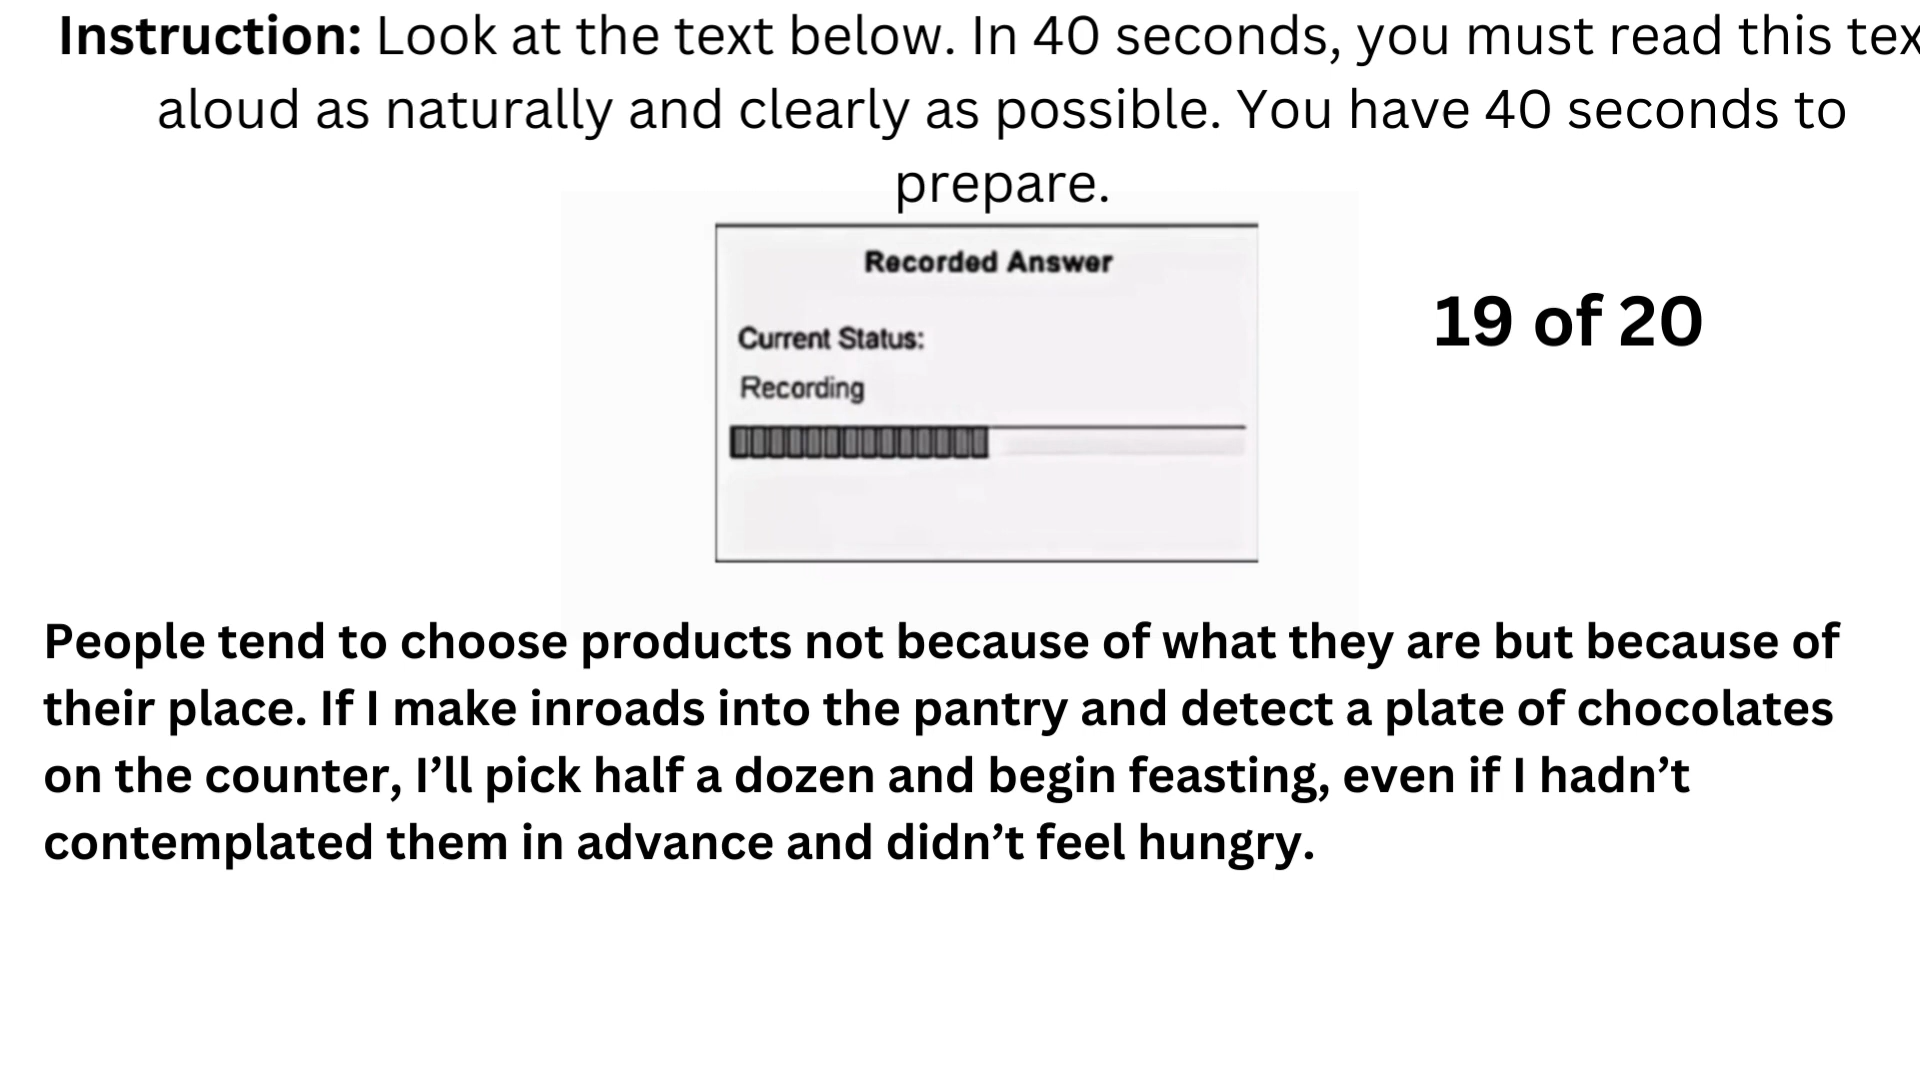 Instruction: Look at the text below. In 40 seconds, you must read this tex
aloud as naturally and clearly as possible. You have 40 seconds to
prepare.
Recorded Answer
Current Status:
Recording
19 of 20
People tend to choose products not because of what they are but because of
their place. If I make inroads into the pantry and detect a plate of chocolates
on the counter, I’ll pick half a dozen and begin feasting, even if I hadn’t
contemplated them in advance and didn’t feel hungry.